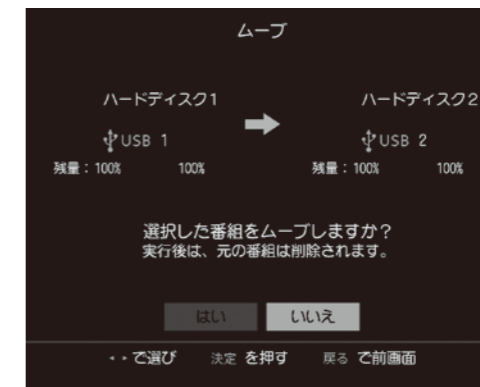 ムーブ
ハードディスク1 ハードディスク2
USB 1 USB 2
残量：100% 100% 残量：100% 100%
選択した番組をムーブしますか？
実行後は、元の番組は削除されます。
はい いいえ
で選び 決定 を押す 戻る で前画面